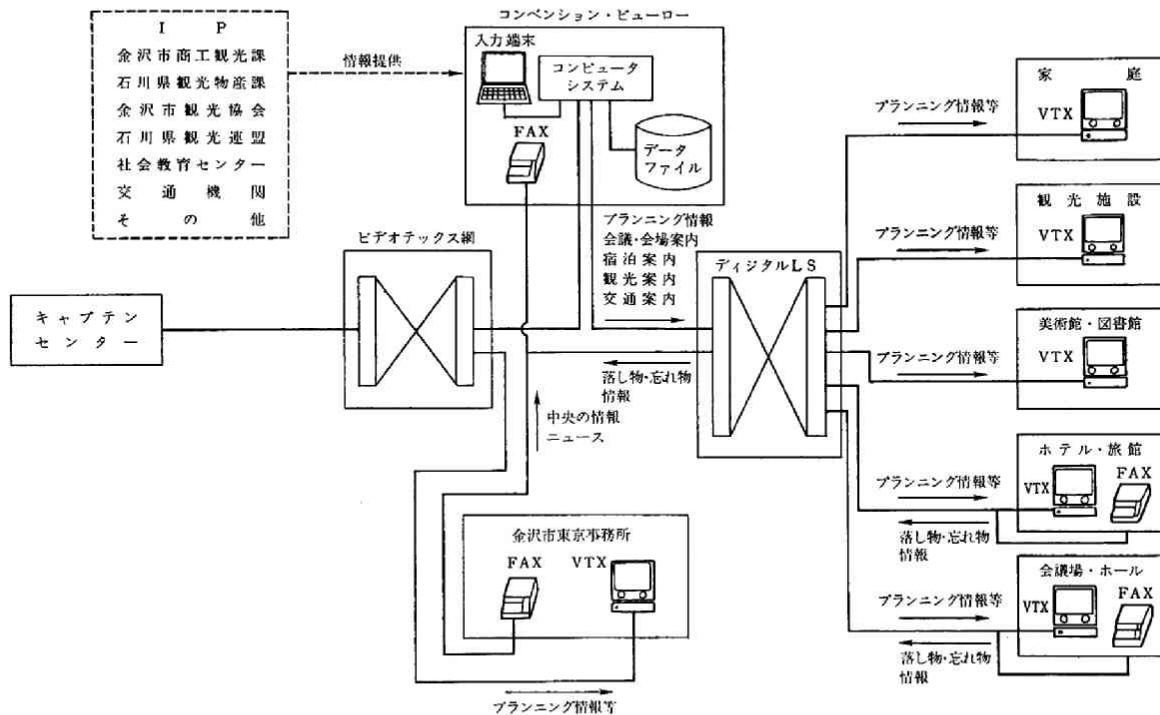 I P
金沢市商工観光課
石川県観光物産課
金沢市観光協会
石川県観光連盟
社会教育センター
交通機関
その他
情報提供
コンベンション・ビューロー
入力端末
コンピュータ
システム
FAX
データ
ファイル
プランニング情報
会議・会場案内
宿泊案内
観光案内
交通案内
ビデオテックス網
ディジタルLS
キャプテン
センター
落し物・忘れ物
情報
中央の情報
ニュース
金沢市東京事務所
FAX
VTX
プランニング情報等
プランニング情報等
家庭
VTX
プランニング情報等
観光施設
VTX
プランニング情報等
美術館・図書館
VTX
プランニング情報等
落し物・忘れ物
情報
ホテル・旅館
VTX
FAX
プランニング情報等
落し物・忘れ物
情報
会議場・ホール
VTX
FAX